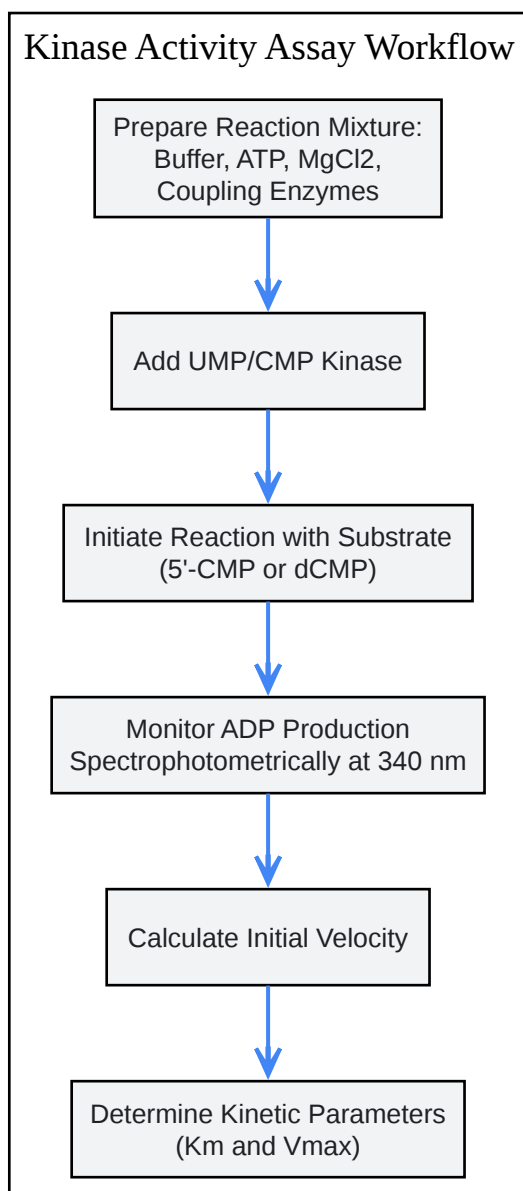 Kinase Activity Assay Workflow
Prepare Reaction Mixture:
Buffer, ATP, MgCl2,
Coupling Enzymes
Add UMP/CMP Kinase
Initiate Reaction with Substrate
(5'-CMP or dCMP)
Monitor ADP Production
Spectrophotometrically at 340 nm
Calculate Initial Velocity
Determine Kinetic Parameters
(Km and Vmax)